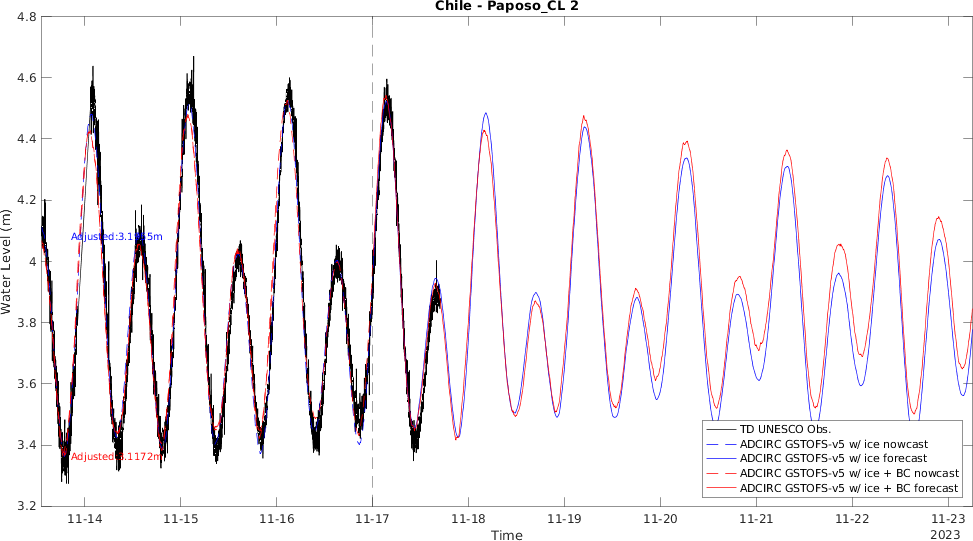 Chile - Paposo_CL 2
4.8
4.6
4.4
4.2
4
3.8
3.6
3.4
3.2
Water Level (m)
Adjusted:
Adjusted:
TD UNESCO Obs.
ADCIRC GSTOFS-v5 w/ ice nowcast
ADCIRC GSTOFS-v5 w/ ice forecast
ADCIRC GSTOFS-v5 w/ ice + BC nowcast
ADCIRC GSTOFS-v5 w/ ice + BC forecast
11-14 11-15 11-16 11-17 11-18 11-19 11-20 11-21 11-22 11-23
Time
2023